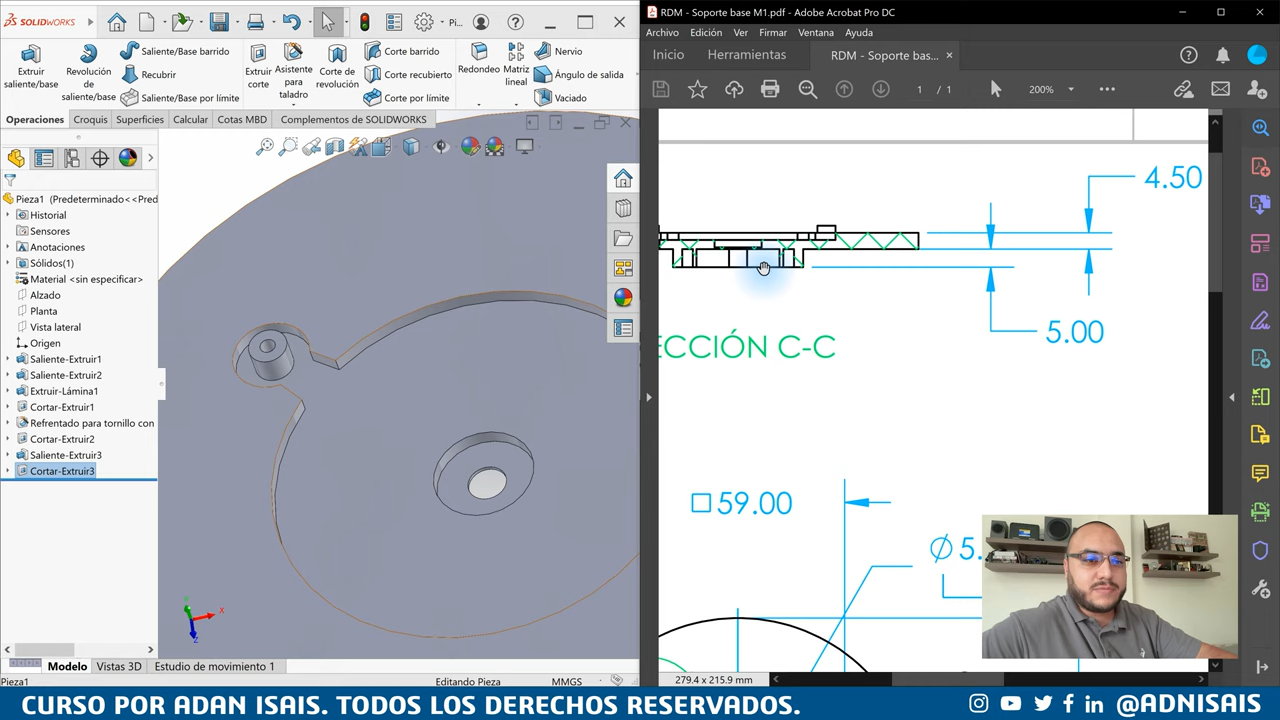 SOLIDWORKS
Pi...
Extruir saliente/base
Revolución de saliente/base
Saliente/Base barrido
Recubrir
Saliente/Base por límite
Extruir corte
Asistente para taladro
Corte de revolución
Corte barrido
Corte recubierto
Corte por límite
Redondeo
Matriz lineal
Nervio
Ángulo de salida
Vaciado
Operaciones
Croquis
Superficies
Calcular
Cotas MBD
Complementos de SOLIDWORKS
Pieza1 (Predeterminado<<Pred
Historial
Sensores
Anotaciones
Sólidos(1)
Material <sin especificar>
Alzado
Planta
Vista lateral
Origen
Saliente-Extruir1
Saliente-Extruir2
Extruir-Lámina1
Cortar-Extruir1
Refrentado para tornillo con
Cortar-Extruir2
Saliente-Extruir3
Cortar-Extruir3
X
Z
Modelo
Vistas 3D
Estudio de movimiento 1
Pieza1
Editando Pieza
MMGS
RDM - Soporte base M1.pdf - Adobe Acrobat Pro DC
Archivo Edición Ver Firmar Ventana Ayuda
Inicio
Herramientas
RDM - Soporte bas...
1 / 1
200%
4.50
5.00
ECCIÓN C-C
□59.00
Ø 5.
279.4 x 215.9 mm
CURSO POR ADAN ISAIS. TODOS LOS DERECHOS RESERVADOS.
@ADNISAIS